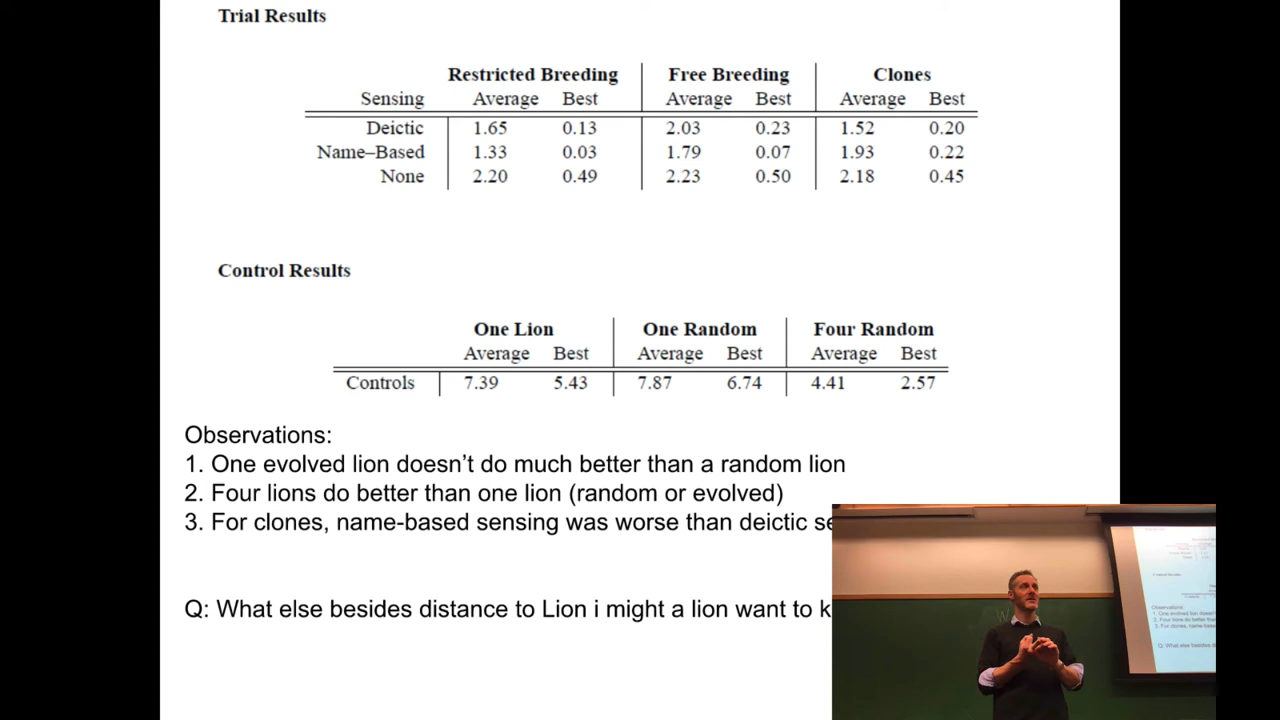 Trial Results
Restricted Breeding Free Breeding Clones
Sensing Average Best Average Best Average Best
Deictic 1.65 0.13 2.03 0.23 1.52 0.20
Name–Based 1.33 0.03 1.79 0.07 1.93 0.22
None 2.20 0.49 2.23 0.50 2.18 0.45
Control Results
One Lion One Random Four Random
Average Best Average Best Average Best
Controls 7.39 5.43 7.87 6.74 4.41 2.57
Observations:
1. One evolved lion doesn't do much better than a random lion
2. Four lions do better than one lion (random or evolved)
3. For clones, name-based sensing was worse than deictic se
Q: What else besides distance to Lion i might a lion want to k